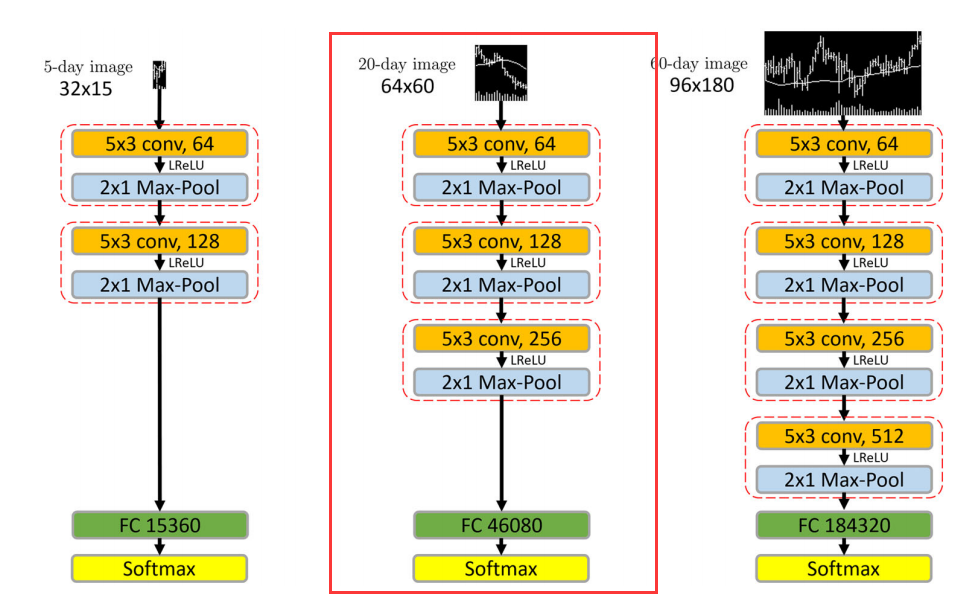 5-day image
32x15
5x3 conv, 64
LReLU
2x1 Max-Pool
5x3 conv, 128
LReLU
2x1 Max-Pool
FC 15360
Softmax
20-day image
64x60
5x3 conv, 64
LReLU
2x1 Max-Pool
5x3 conv, 128
LReLU
2x1 Max-Pool
5x3 conv, 256
LReLU
2x1 Max-Pool
FC 46080
Softmax
60-day image
96x180
5x3 conv, 64
LReLU
2x1 Max-Pool
5x3 conv, 128
LReLU
2x1 Max-Pool
5x3 conv, 256
LReLU
2x1 Max-Pool
5x3 conv, 512
LReLU
2x1 Max-Pool
FC 184320
Softmax